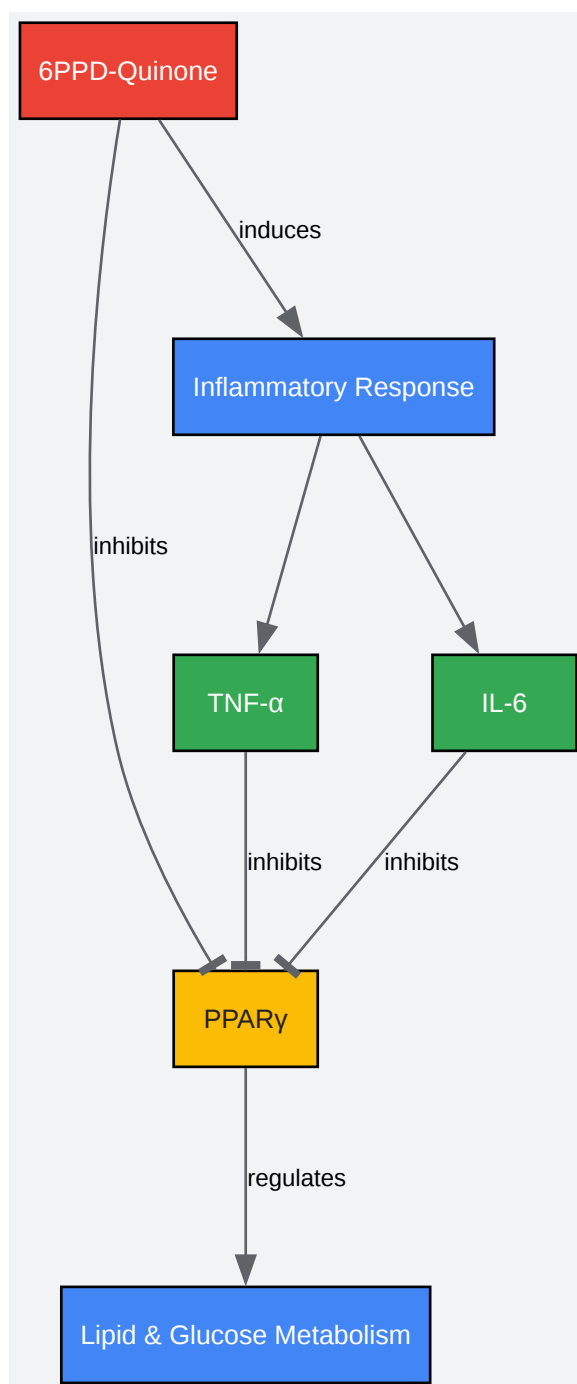 6PPD-Quinone
induces
Inflammatory Response
inhibits
TNF-α
IL-6
inhibits
inhibits
PPARγ
regulates
Lipid & Glucose Metabolism